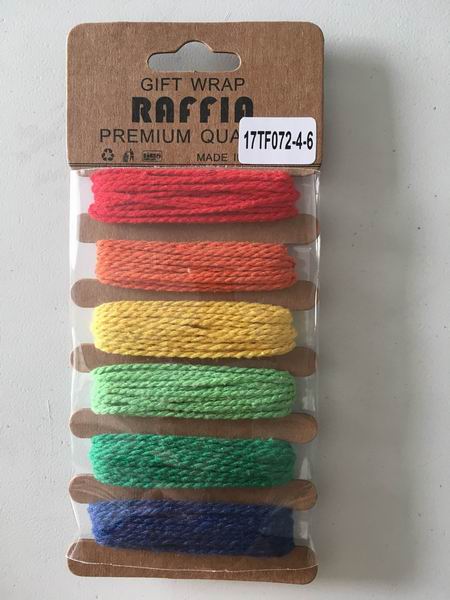 GIFT WRAP
RAFFIA
PREMIUM QUA
17TF072-4-6
MADE I